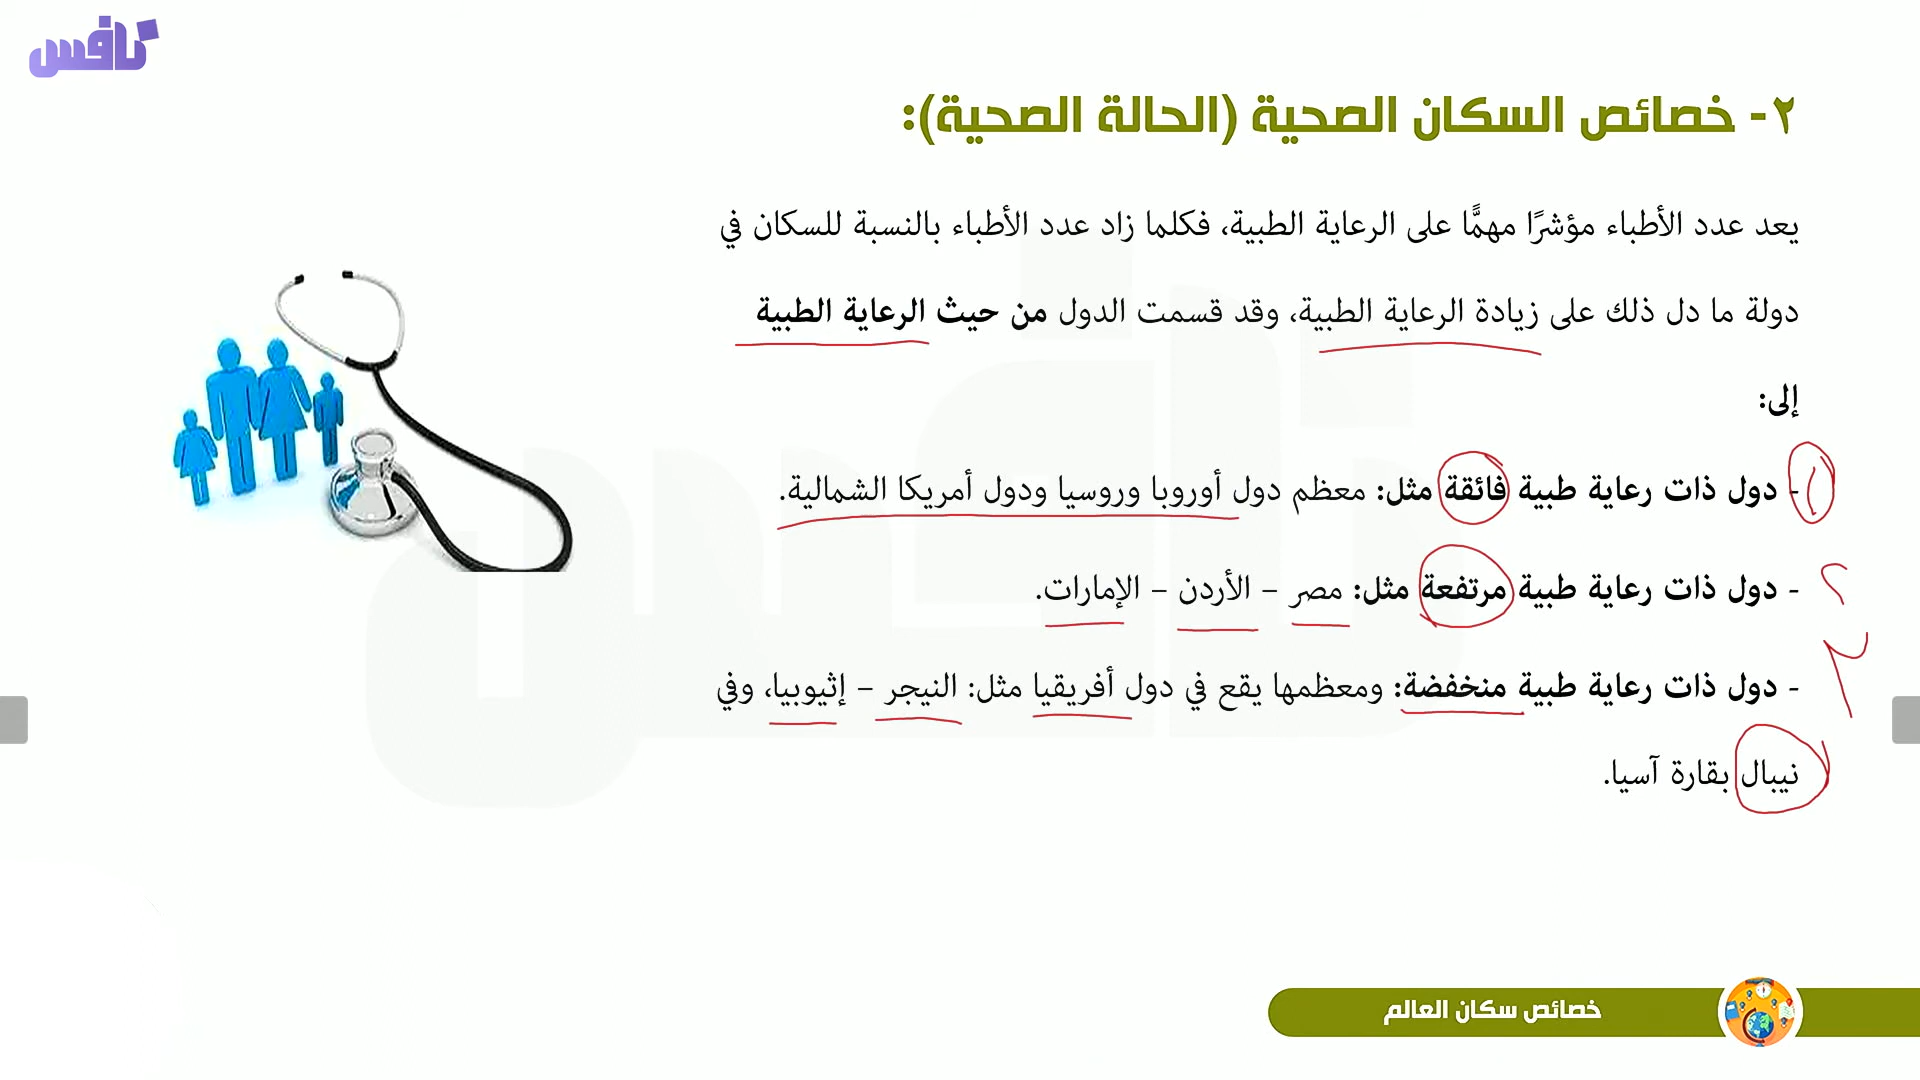 نافس
٢- خصائص السكان الصحية (الحالة الصحية):
يعد عدد الأطباء مؤشرًا مهمًّا على الرعاية الطبية، فكلما زاد عدد الأطباء بالنسبة للسكان في
دولة ما دل ذلك على زيادة الرعاية الطبية، وقد قسمت الدول من حيث الرعاية الطبية
إلى:
١
- دول ذات رعاية طبية فائقة مثل: معظم دول أوروبا وروسيا ودول أمريكا الشمالية.
٢
- دول ذات رعاية طبية مرتفعة مثل: مصر – الأردن – الإمارات.
٣
- دول ذات رعاية طبية منخفضة: ومعظمها يقع في دول أفريقيا مثل: النيجر – إثيوبيا، وفي
نيبال بقارة آسيا.
خصائص سكان العالم